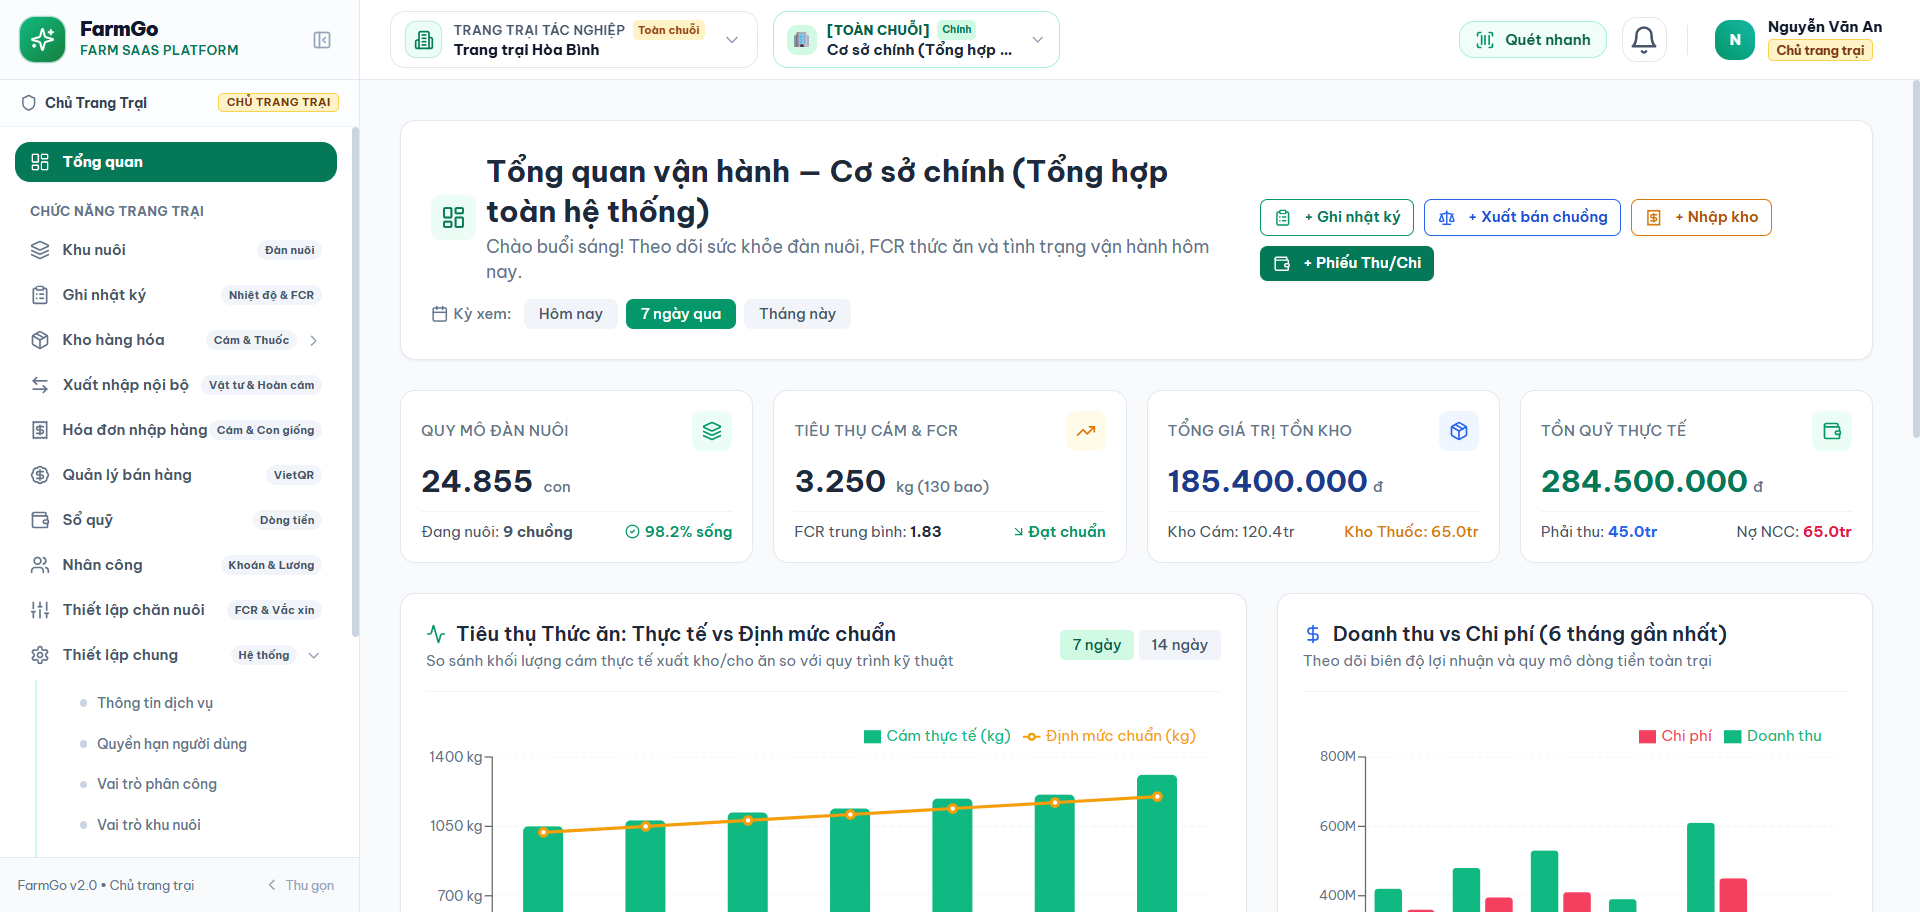 FarmGo
FARM SAAS PLATFORM
TRANG TRẠI TÁC NGHIỆP Toàn chuỗi
Trang trại Hòa Bình
[TOÀN CHUỖI] Chính
Cơ sở chính (Tổng hợp ...
Quét nhanh
N
Nguyễn Văn An
Chủ trang trại
Chủ Trang Trại
CHỦ TRANG TRẠI
Tổng quan
CHỨC NĂNG TRANG TRẠI
Khu nuôi Đàn nuôi
Ghi nhật ký Nhiệt độ & FCR
Kho hàng hóa Cám & Thuốc
Xuất nhập nội bộ Vật tư & Hoàn cám
Hóa đơn nhập hàng Cám & Con giống
Quản lý bán hàng VietQR
Sổ quỹ Dòng tiền
Nhân công Khoán & Lương
Thiết lập chăn nuôi FCR & Vắc xin
Thiết lập chung Hệ thống
Thông tin dịch vụ
Quyền hạn người dùng
Vai trò phân công
Vai trò khu nuôi
FarmGo v2.0 • Chủ trang trại
Thu gọn
Tổng quan vận hành — Cơ sở chính (Tổng hợp
toàn hệ thống)
Chào buổi sáng! Theo dõi sức khỏe đàn nuôi, FCR thức ăn và tình trạng vận hành hôm
nay.
Kỳ xem: Hôm nay 7 ngày qua Tháng này
+ Ghi nhật ký
+ Xuất bán chuồng
+ Nhập kho
+ Phiếu Thu/Chi
QUY MÔ ĐÀN NUÔI
24.855 con
Đang nuôi: 9 chuồng 98.2% sống
TIÊU THỤ CÁM & FCR
3.250 kg (130 bao)
FCR trung bình: 1.83 Đạt chuẩn
TỔNG GIÁ TRỊ TỒN KHO
185.400.000 đ
Kho Cám: 120.4tr Kho Thuốc: 65.0tr
TỒN QUỸ THỰC TẾ
284.500.000 đ
Phải thu: 45.0tr Nợ NCC: 65.0tr
Tiêu thụ Thức ăn: Thực tế vs Định mức chuẩn
So sánh khối lượng cám thực tế xuất kho/cho ăn so với quy trình kỹ thuật
7 ngày 14 ngày
Cám thực tế (kg) Định mức chuẩn (kg)
1400 kg
1050 kg
700 kg
Doanh thu vs Chi phí (6 tháng gần nhất)
Theo dõi biên độ lợi nhuận và quy mô dòng tiền toàn trại
Chi phí Doanh thu
800M
600M
400M